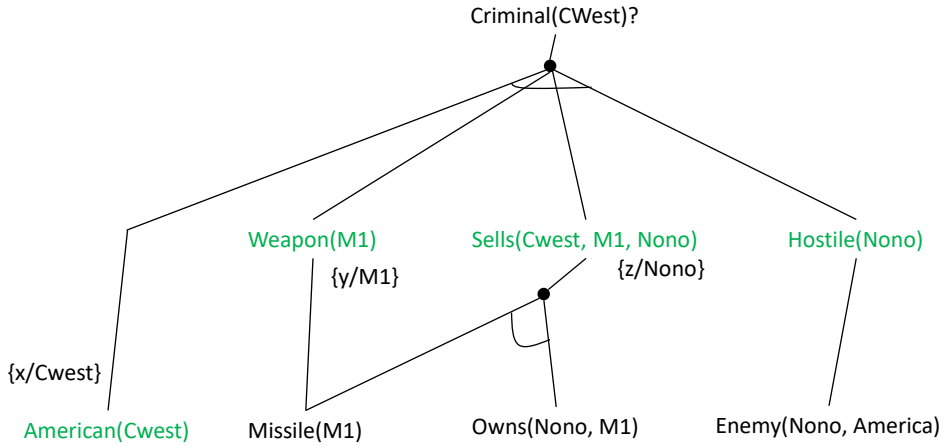 Criminal(CWest)?
Weapon(M1)
Sells(Cwest, M1, Nono)
Hostile(Nono)
{y/M1}
{z/Nono}
{x/Cwest}
American(Cwest)
Missile(M1)
Owns(Nono, M1)
Enemy(Nono, America)